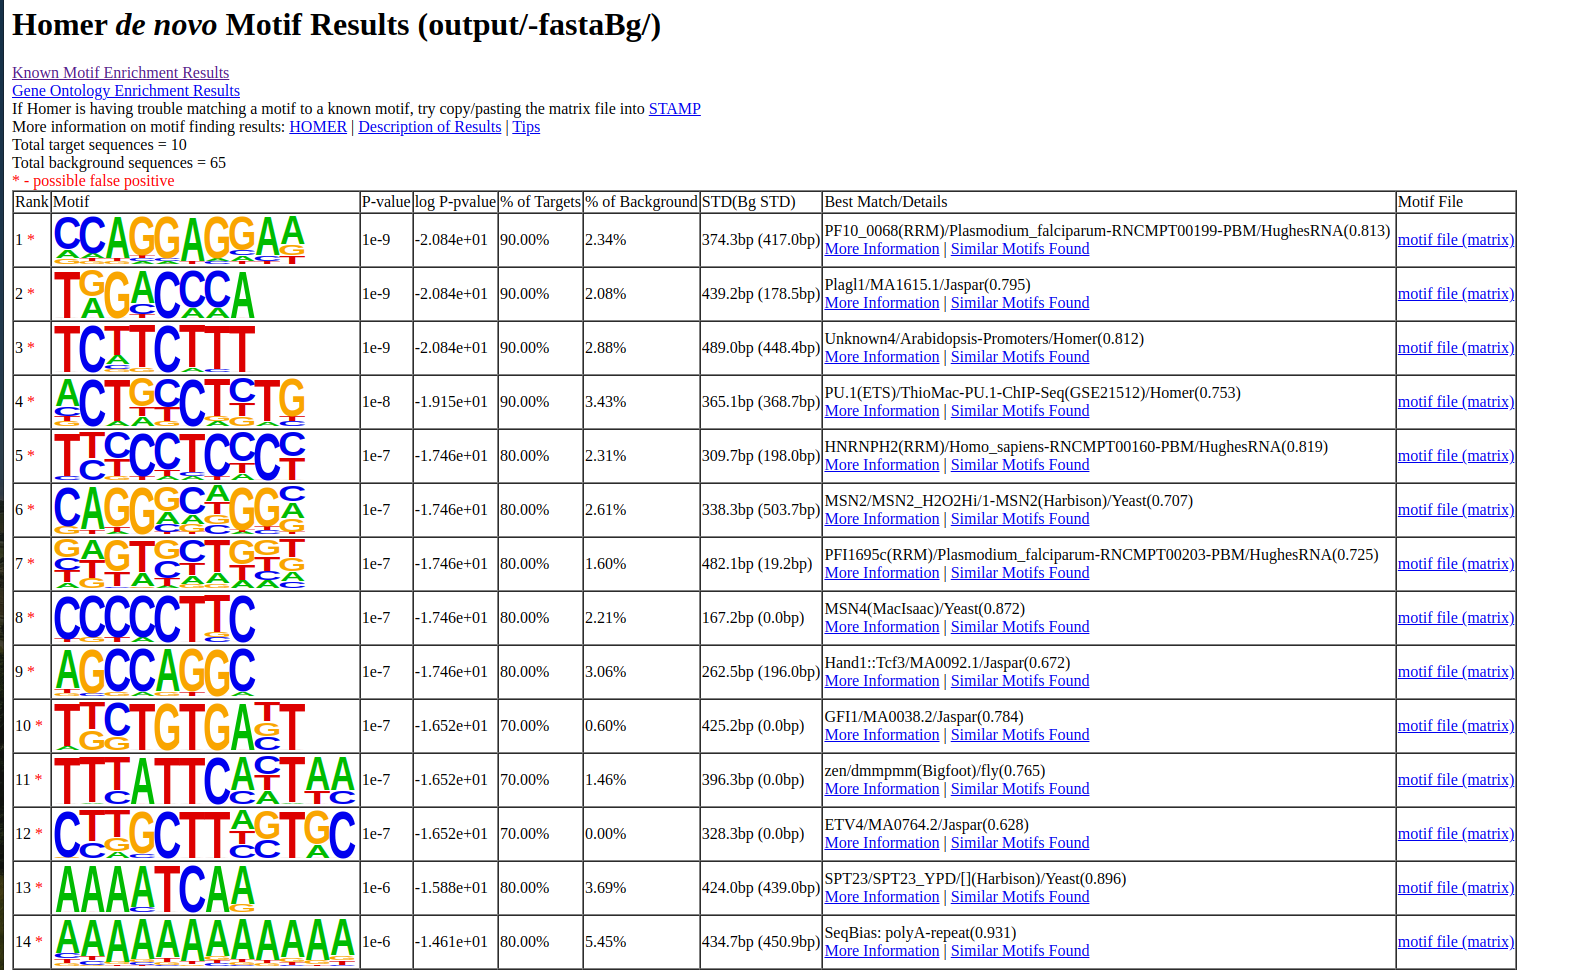 Homer de novo Motif Results (output/-fastaBg/)
Known Motif Enrichment Results
Gene Ontology Enrichment Results
If Homer is having trouble matching a motif to a known motif, try copy/pasting the matrix file into STAMP
More information on motif finding results: HOMER | Description of Results | Tips
Total target sequences = 10
Total background sequences = 65
* - possible false positive
Rank Motif P-value log P-pvalue % of Targets % of Background STD(Bg STD) Best Match/Details Motif File
1 * CCAGGAGGAA 1e-9 -2.084e+01 90.00% 2.34% 374.3bp (417.0bp) PF10_0068(RRM)/Plasmodium_falciparum-RNCMPT00199-PBM/HughesRNA(0.813)
More Information | Similar Motifs Found motif file (matrix)
2 * TGGACCCA 1e-9 -2.084e+01 90.00% 2.08% 439.2bp (178.5bp) Plagl1/MA1615.1/Jaspar(0.795)
More Information | Similar Motifs Found motif file (matrix)
3 * TCTTCTTT 1e-9 -2.084e+01 90.00% 2.88% 489.0bp (448.4bp) Unknown4/Arabidopsis-Promoters/Homer(0.812)
More Information | Similar Motifs Found motif file (matrix)
4 * ACTGCCTCTG 1e-8 -1.915e+01 90.00% 3.43% 365.1bp (368.7bp) PU.1(ETS)/ThioMac-PU.1-ChIP-Seq(GSE21512)/Homer(0.753)
More Information | Similar Motifs Found motif file (matrix)
5 * TTCCCTCCCC 1e-7 -1.746e+01 80.00% 2.31% 309.7bp (198.0bp) HNRNPH2(RRM)/Homo_sapiens-RNCMPT00160-PBM/HughesRNA(0.819)
More Information | Similar Motifs Found motif file (matrix)
6 * CAGGGCAGGC 1e-7 -1.746e+01 80.00% 2.61% 338.3bp (503.7bp) MSN2/MSN2_H2O2Hi/1-MSN2(Harbison)/Yeast(0.707)
More Information | Similar Motifs Found motif file (matrix)
7 * GAGTGCTGGT 1e-7 -1.746e+01 80.00% 1.60% 482.1bp (19.2bp) PFI1695c(RRM)/Plasmodium_falciparum-RNCMPT00203-PBM/HughesRNA(0.725)
More Information | Similar Motifs Found motif file (matrix)
8 * CCCCCTTC 1e-7 -1.746e+01 80.00% 2.21% 167.2bp (0.0bp) MSN4(MacIsaac)/Yeast(0.872)
More Information | Similar Motifs Found motif file (matrix)
9 * AGCCAGGC 1e-7 -1.746e+01 80.00% 3.06% 262.5bp (196.0bp) Hand1::Tcf3/MA0092.1/Jaspar(0.672)
More Information | Similar Motifs Found motif file (matrix)
10 * TTCTGTGATT 1e-7 -1.652e+01 70.00% 0.60% 425.2bp (0.0bp) GFI1/MA0038.2/Jaspar(0.784)
More Information | Similar Motifs Found motif file (matrix)
11 * TTTATTCACTAA 1e-7 -1.652e+01 70.00% 1.46% 396.3bp (0.0bp) zen/dmmpmm(Bigfoot)/fly(0.765)
More Information | Similar Motifs Found motif file (matrix)
12 * CTTGCTTAGTGC 1e-7 -1.652e+01 70.00% 0.00% 328.3bp (0.0bp) ETV4/MA0764.2/Jaspar(0.628)
More Information | Similar Motifs Found motif file (matrix)
13 * AAAATCAA 1e-6 -1.588e+01 80.00% 3.69% 424.0bp (439.0bp) SPT23/SPT23_YPD/[](Harbison)/Yeast(0.896)
More Information | Similar Motifs Found motif file (matrix)
14 * AAAAAAAAAAAA 1e-6 -1.461e+01 80.00% 5.45% 434.7bp (450.9bp) SeqBias: polyA-repeat(0.931)
More Information | Similar Motifs Found motif file (matrix)